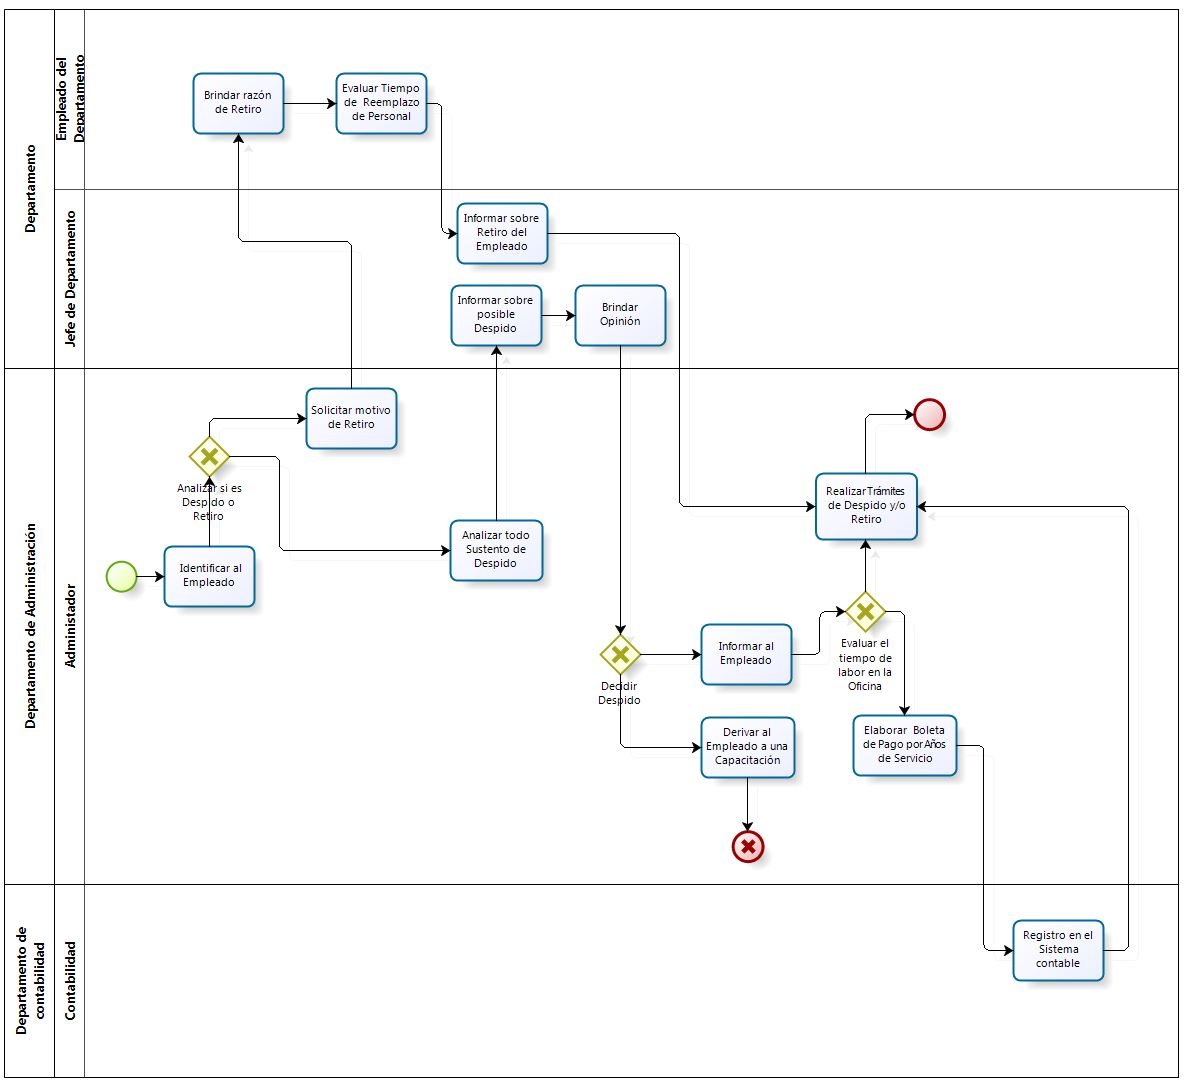 Departamento
Empleado del
Departamento
Brindar razón
de Retiro
Evaluar Tiempo
de Reemplazo
de Personal
Jefe de Departamento
Informar sobre
Retiro del
Empleado
Informar sobre
posible
Despido
Brindar
Opinión
Departamento de Administración
Administador
Solicitar motivo
de Retiro
Analizar si es
Despido o
Retiro
Identificar al
Empleado
Analizar todo
Sustento de
Despido
Realizar Trámites
de Despido y/o
Retiro
Decidir
Despido
Informar al
Empleado
Evaluar el
tiempo de
labor en la
Oficina
Derivar al
Empleado a una
Capacitación
Elaborar Boleta
de Pago por Años
de Servicio
Departamento de
contabilidad
Contabilidad
Registro en el
Sistema
contable